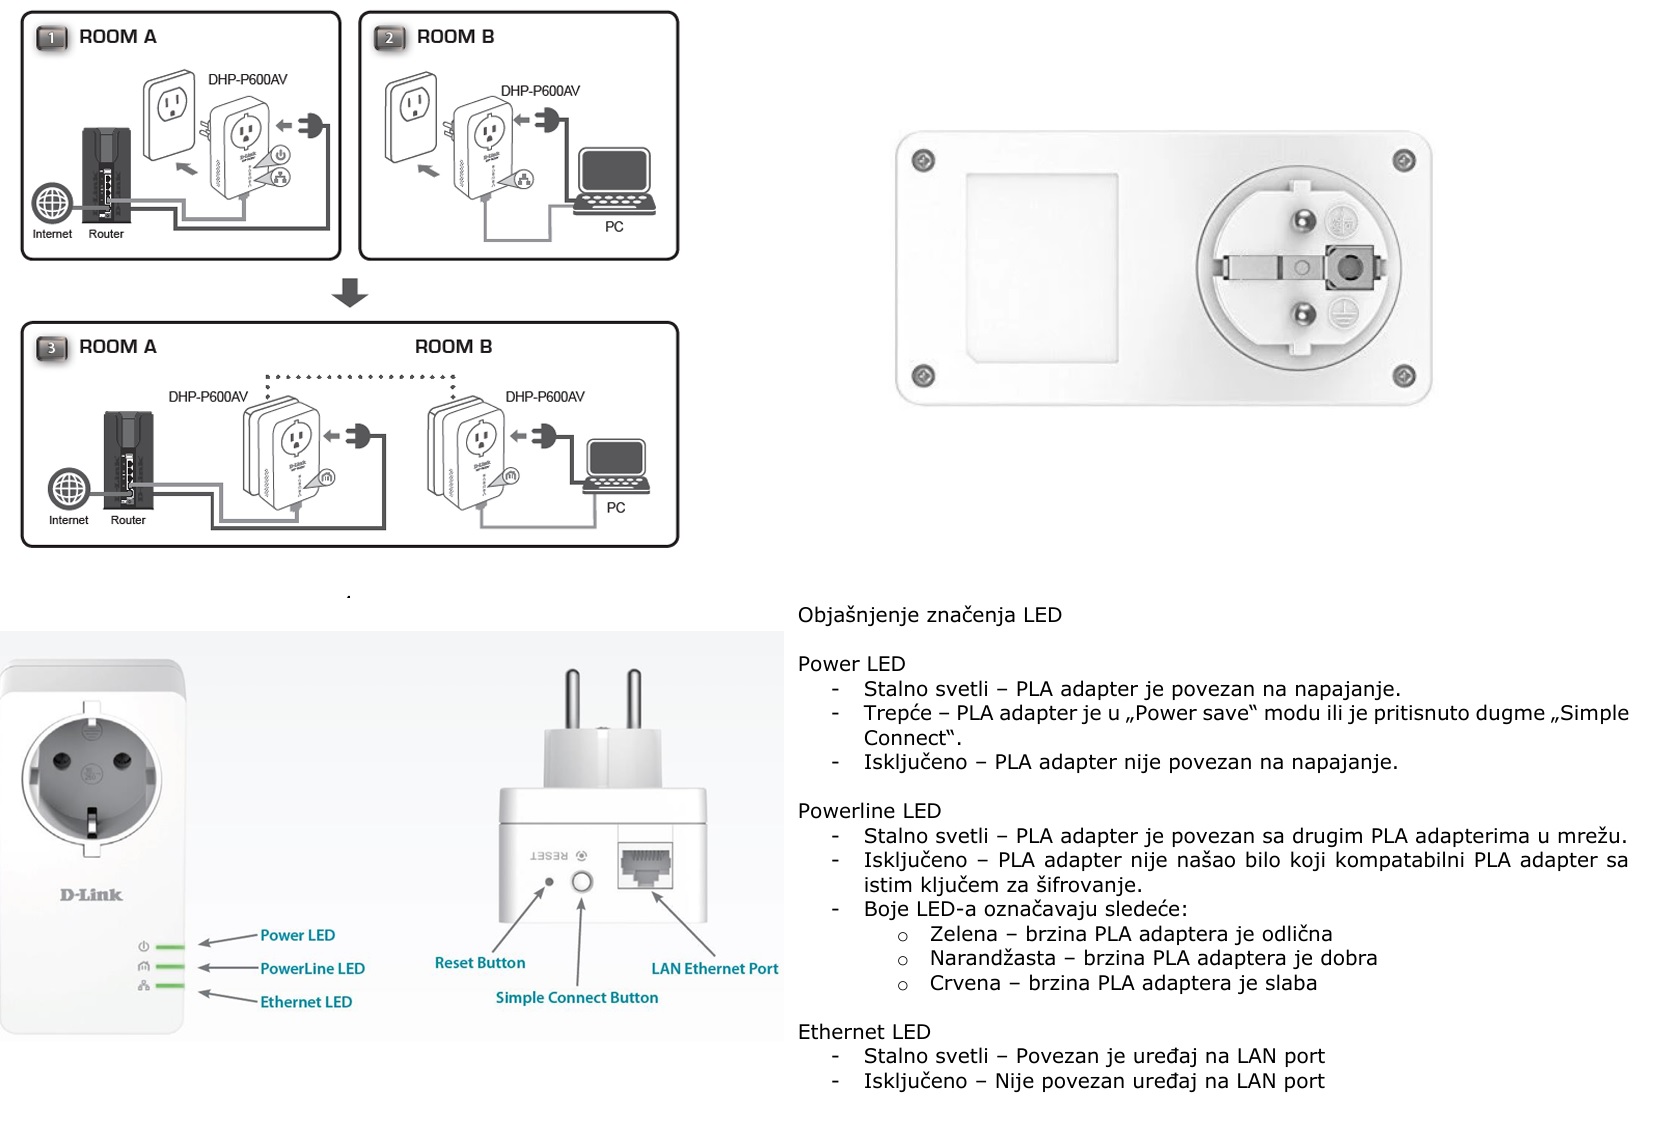 1 ROOM A
DHP-P600AV
D-Link
Internet
Router
2 ROOM B
DHP-P600AV
D-Link
PC
3 ROOM A
ROOM B
DHP-P600AV
D-Link
Internet
Router
DHP-P600AV
D-Link
PC
.
D-Link
Power LED
PowerLine LED
Ethernet LED
RESET
Reset Button
Simple Connect Button
LAN Ethernet Port
Objašnjenje značenja LED
Power LED
- Stalno svetli – PLA adapter je povezan na napajanje.
- Trepće – PLA adapter je u „Power save“ modu ili je pritisnuto dugme „Simple
Connect“.
- Isključeno – PLA adapter nije povezan na napajanje.
Powerline LED
- Stalno svetli – PLA adapter je povezan sa drugim PLA adapterima u mrežu.
- Isključeno – PLA adapter nije našao bilo koji kompatabilni PLA adapter sa
istim ključem za šifrovanje.
- Boje LED-a označavaju sledeće:
o Zelena – brzina PLA adaptera je odlična
o Narandžasta – brzina PLA adaptera je dobra
o Crvena – brzina PLA adaptera je slaba
Ethernet LED
- Stalno svetli – Povezan je uređaj na LAN port
- Isključeno – Nije povezan uređaj na LAN port